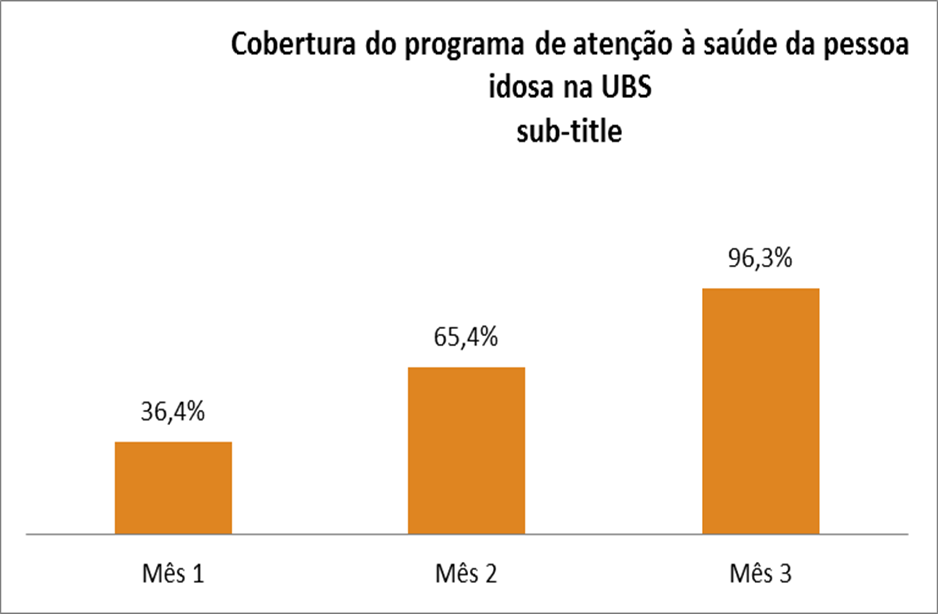 Cobertura do programa de atenção à saúde da pessoa
idosa na UBS
sub-title
96,3%
65,4%
36,4%
Mês 1
Mês 2
Mês 3